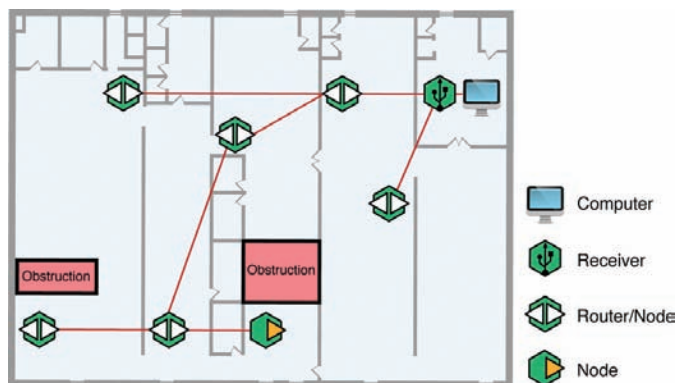 Obstruction
Obstruction
Computer
Receiver
Router/Node
Node